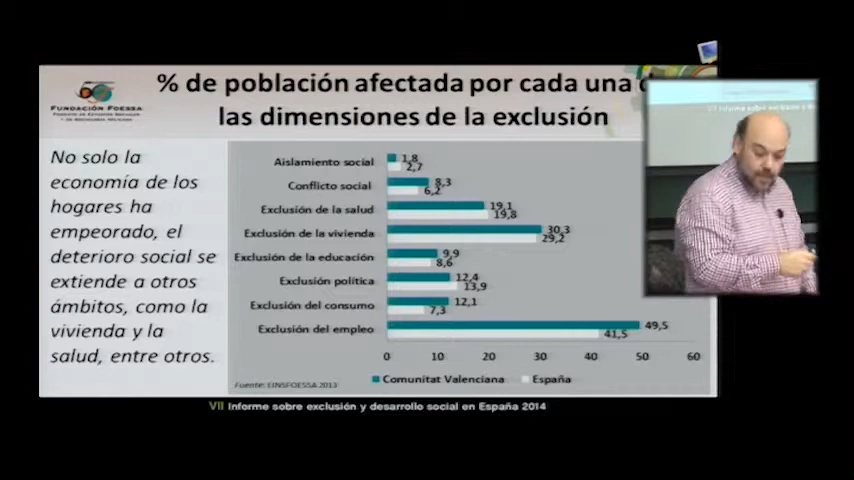 % de población afectada por cada una d
las dimensiones de la exclusión
FUNDACIÓN FOESSA
No solo la
economía de los
hogares ha
empeorado, el
deterioro social se
extiende a otros
ámbitos, como la
vivienda y la
salud, entre otros.
Aislamiento social 1,8 2,7
Conflicto social 8,3 6,2
Exclusión de la salud 19,1 19,8
Exclusión de la vivienda 30,3 29,2
Exclusión de la educación 9,9 8,6
Exclusión política 12,4 13,9
Exclusión del consumo 12,1 7,3
Exclusión del empleo 49,5 41,5
0 10 20 30 40 50 60
Comunitat Valenciana España
Fuente: EINSFOESSA 2013
VII Informe sobre exclusión y desarrollo social en España 2014